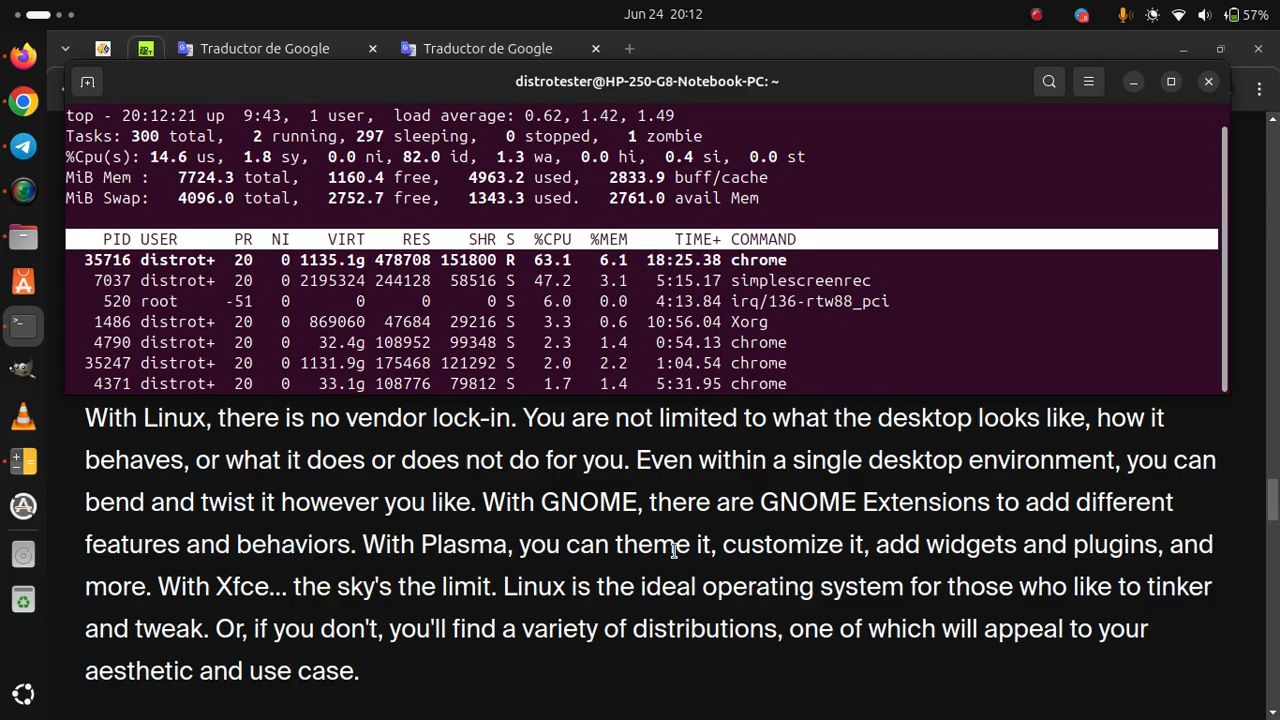 Jun 24 20:12
57%
Traductor de Google
Traductor de Google
distrotester@HP-250-G8-Notebook-PC: ~
top - 20:12:21 up 9:43, 1 user, load average: 0.62, 1.42, 1.49
Tasks: 300 total, 2 running, 297 sleeping, 0 stopped, 1 zombie
%Cpu(s): 14.6 us, 1.8 sy, 0.0 ni, 82.0 id, 1.3 wa, 0.0 hi, 0.4 si, 0.0 st
MiB Mem : 7724.3 total, 1160.4 free, 4963.2 used, 2833.9 buff/cache
MiB Swap: 4096.0 total, 2752.7 free, 1343.3 used. 2761.0 avail Mem
PID USER PR NI VIRT RES SHR S %CPU %MEM TIME+ COMMAND
35716 distrot+ 20 0 1135.1g 478708 151800 R 63.1 6.1 18:25.38 chrome
7037 distrot+ 20 0 2195324 244128 58516 S 47.2 3.1 5:15.17 simplescreenrec
520 root -51 0 0 0 0 S 6.0 0.0 4:13.84 irq/136-rtw88_pci
1486 distrot+ 20 0 869060 47684 29216 S 3.3 0.6 10:56.04 Xorg
4790 distrot+ 20 0 32.4g 108952 99348 S 2.3 1.4 0:54.13 chrome
35247 distrot+ 20 0 1131.9g 175468 121292 S 2.0 2.2 1:04.54 chrome
4371 distrot+ 20 0 33.1g 108776 79812 S 1.7 1.4 5:31.95 chrome
With Linux, there is no vendor lock-in. You are not limited to what the desktop looks like, how it
behaves, or what it does or does not do for you. Even within a single desktop environment, you can
bend and twist it however you like. With GNOME, there are GNOME Extensions to add different
features and behaviors. With Plasma, you can theme it, customize it, add widgets and plugins, and
more. With Xfce... the sky's the limit. Linux is the ideal operating system for those who like to tinker
and tweak. Or, if you don't, you'll find a variety of distributions, one of which will appeal to your
aesthetic and use case.